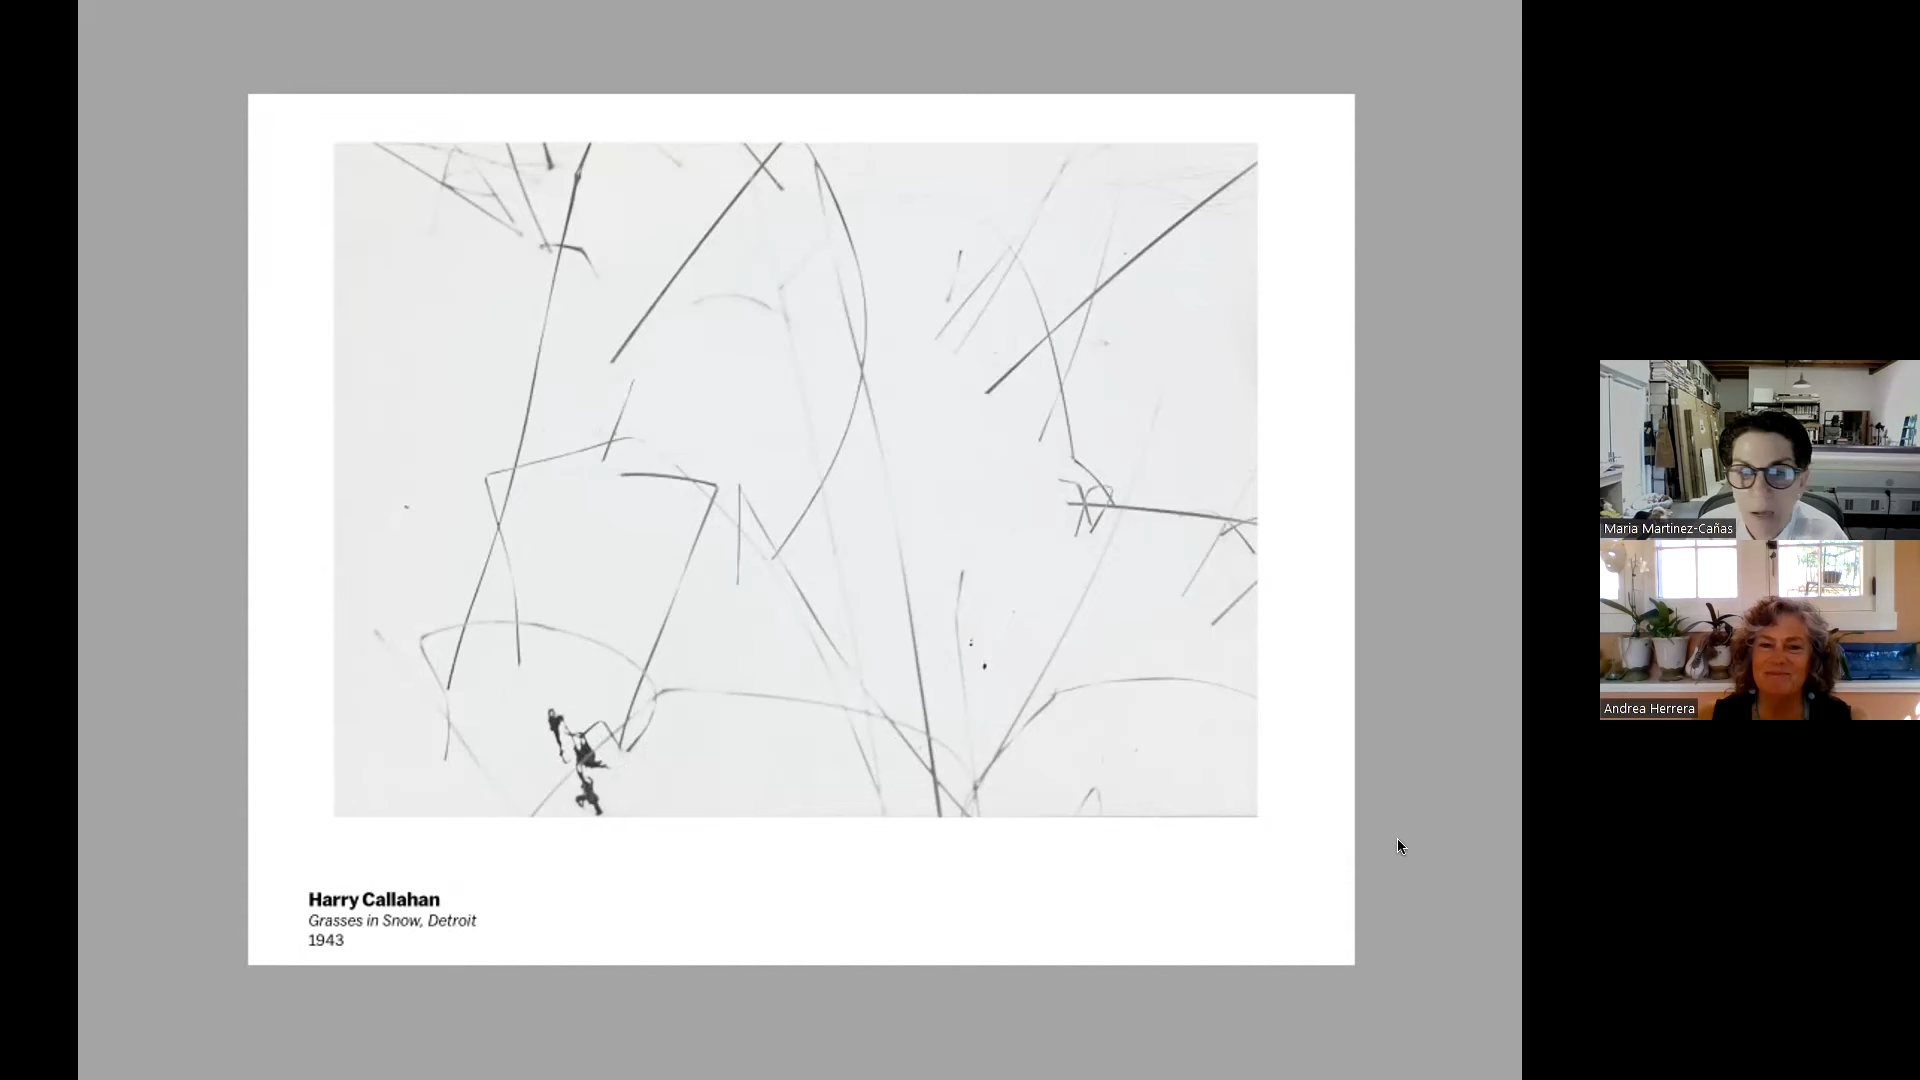 Harry Callahan
Grasses in Snow, Detroit
1943
Maria Martinez-Cañas
Andrea Herrera